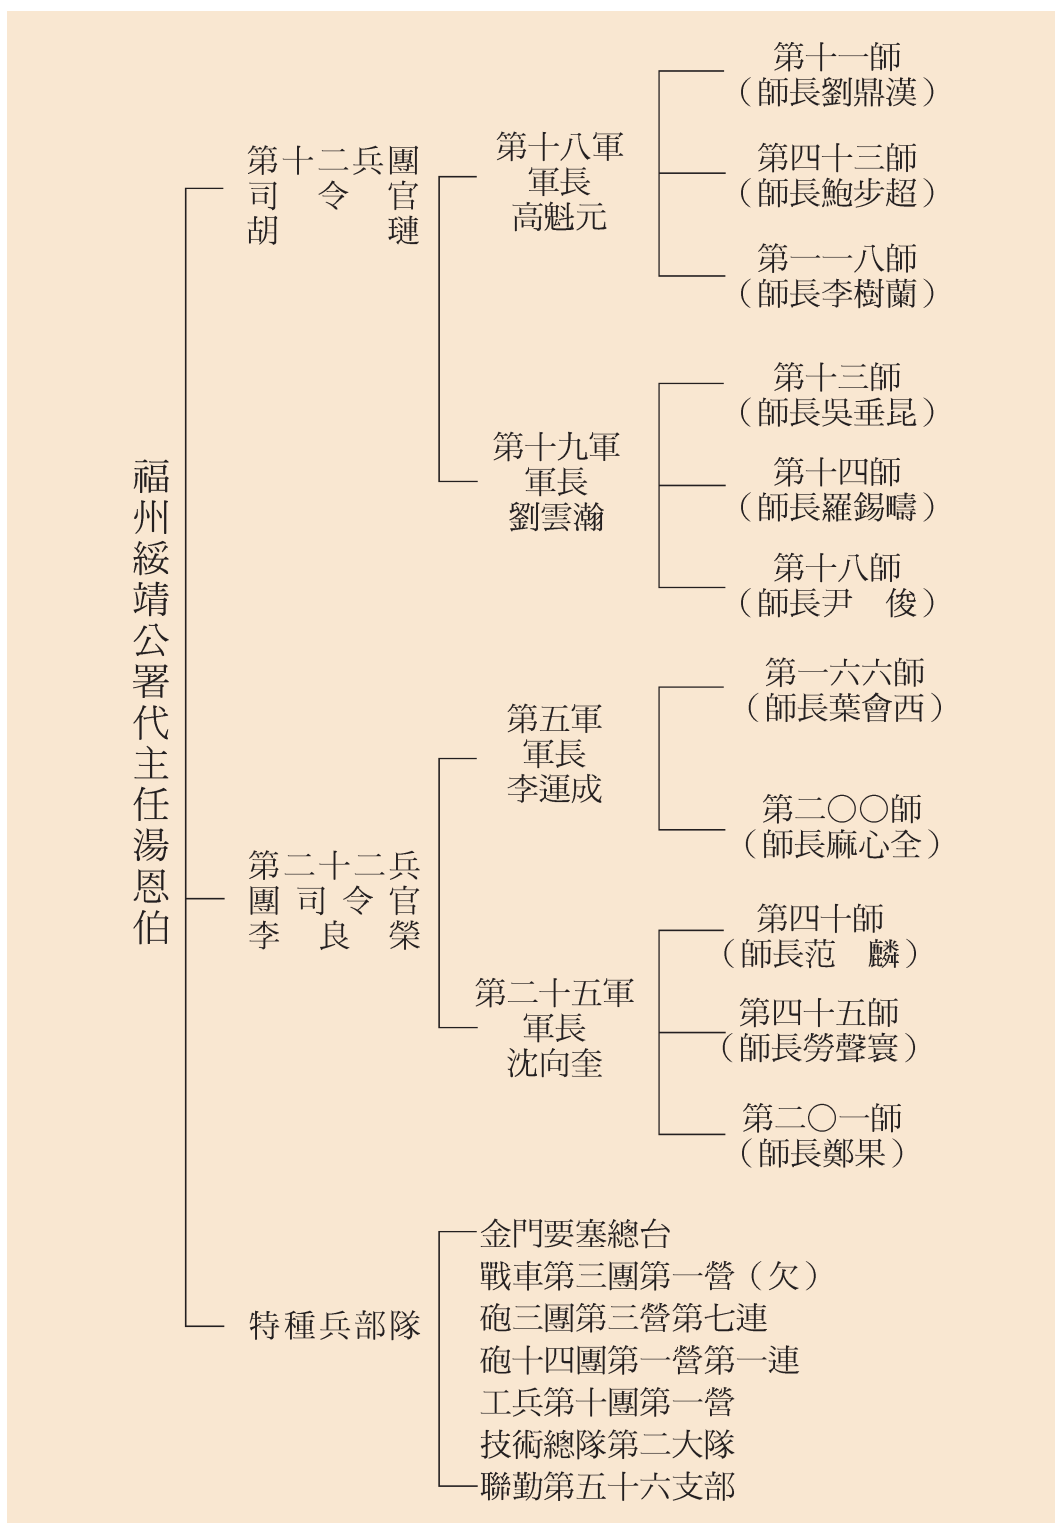 福州綏靖公署代主任湯恩伯
第十二兵團
司令官
胡璉
第十八軍
軍長
高魁元
第十一師
（師長劉鼎漢）
第四十三師
（師長鮑步超）
第一一八師
（師長李樹蘭）
第十九軍
軍長
劉雲瀚
第十三師
（師長吳垂昆）
第十四師
（師長羅錫疇）
第十八師
（師長尹　俊）
第二十二兵
團司令官
李良榮
第五軍
軍長
李運成
第一六六師
（師長葉會西）
第二〇〇師
（師長麻心全）
第二十五軍
軍長
沈向奎
第四十師
（師長范　麟）
第四十五師
（師長勞聲寰）
第二〇一師
（師長鄭果）
特種兵部隊
金門要塞總台
戰車第三團第一營（欠）
砲三團第三營第七連
砲十四團第一營第一連
工兵第十團第一營
技術總隊第二大隊
聯勤第五十六支部